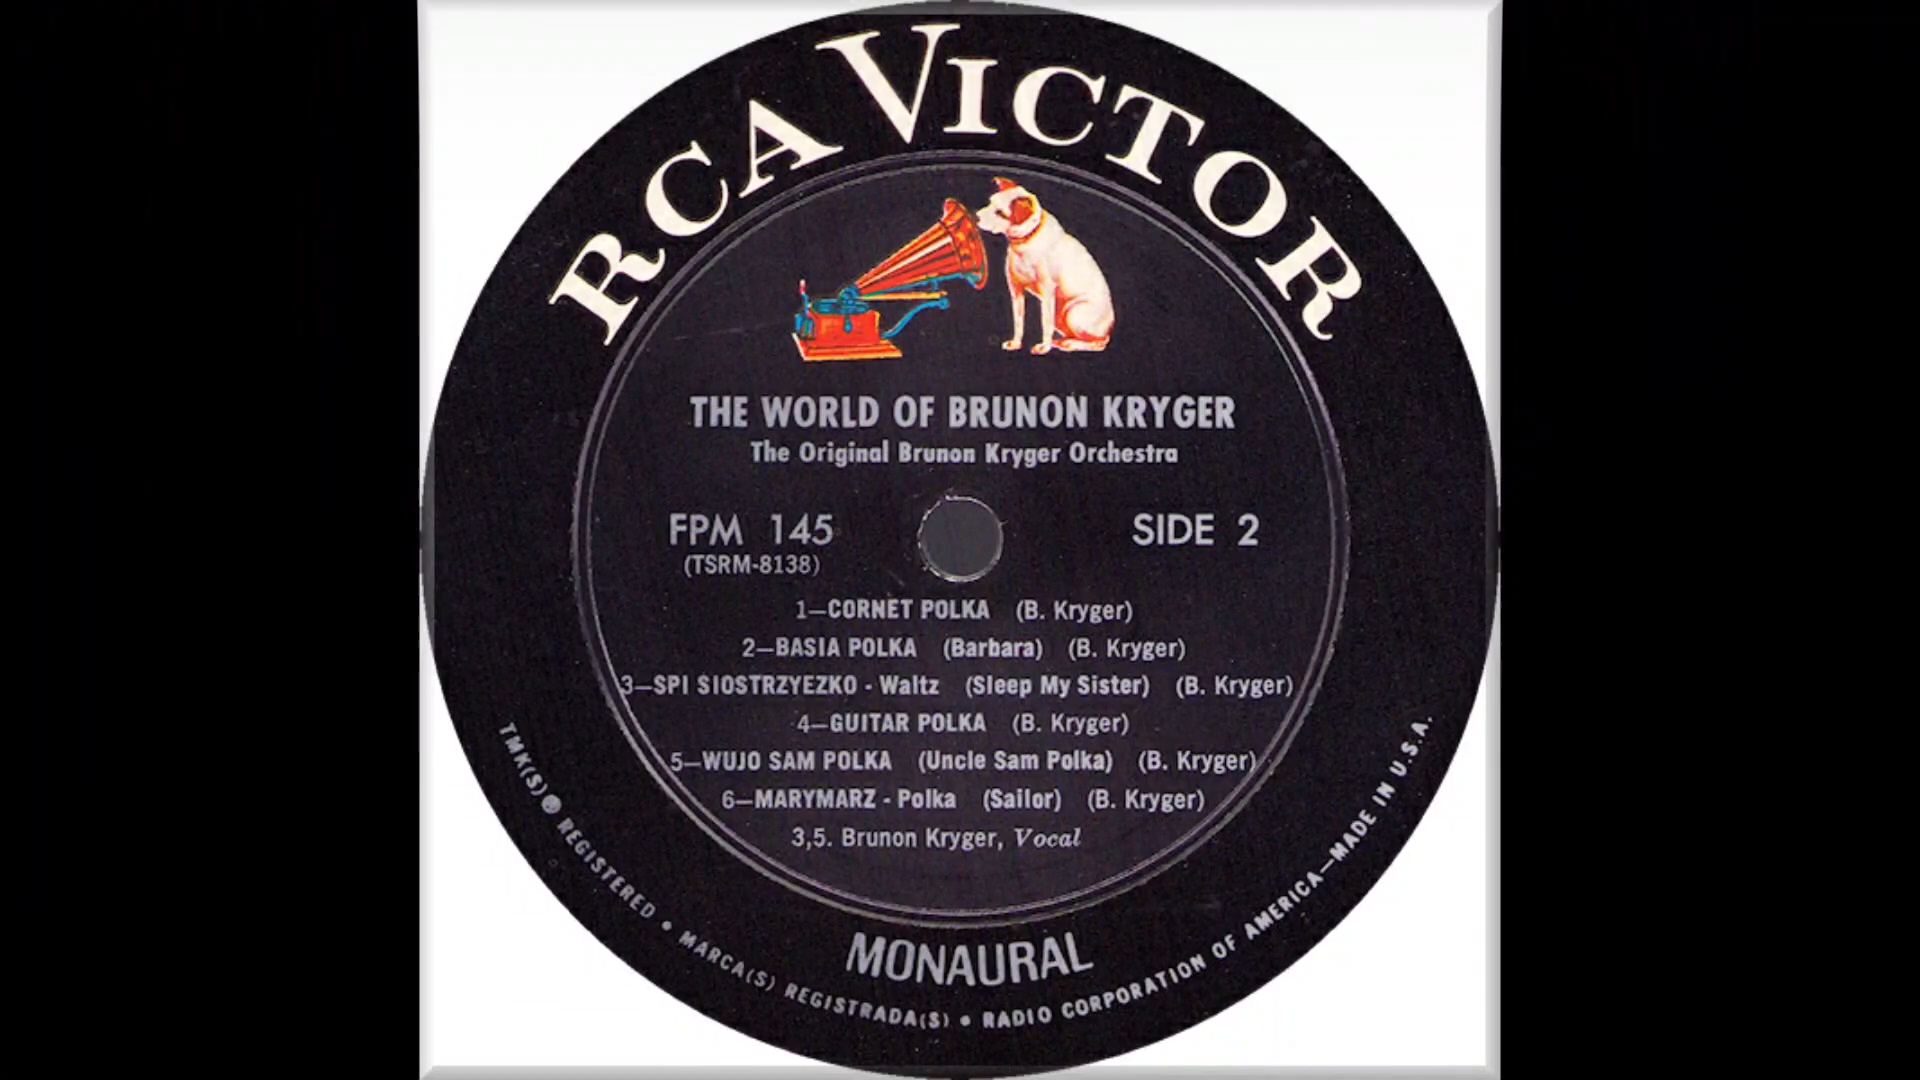 RCA VICTOR
THE WORLD OF BRUNON KRYGER
The Original Brunon Kryger Orchestra
FPM 145
(TSRM-8138)
SIDE 2
1—CORNET POLKA (B. Kryger)
2—BASIA POLKA (Barbara) (B. Kryger)
3—SPI SIOSTRZYEZKO - Waltz (Sleep My Sister) (B. Kryger)
4—GUITAR POLKA (B. Kryger)
5—WUJO SAM POLKA (Uncle Sam Polka) (B. Kryger)
6—MARYMARZ - Polka (Sailor) (B. Kryger)
3,5. Brunon Kryger, Vocal
MONAURAL
TMK(S) ® REGISTERED • MARCA(S) REGISTRADA(S) • RADIO CORPORATION OF AMERICA—MADE IN U.S.A.